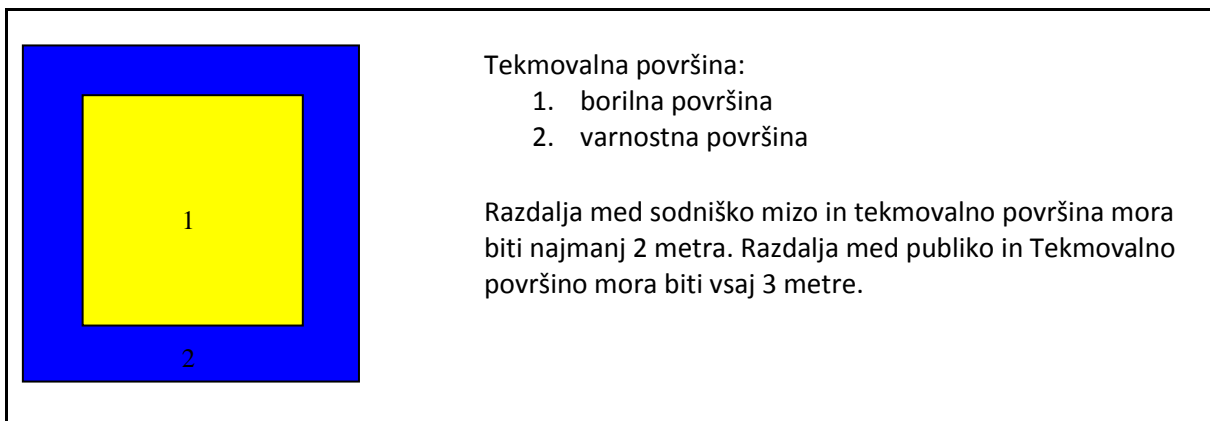 1
2
Tekmovalna površina:
1. borilna površina
2. varnostna površina
Razdalja med sodniško mizo in tekmovalno površina mora
biti najmanj 2 metra. Razdalja med publiko in Tekmovalno
površino mora biti vsaj 3 metre.